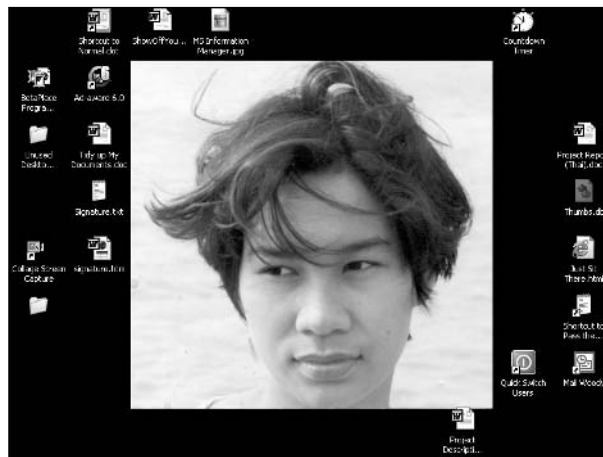 Shortcut to
Normal.dot
ShowOffYou...
MS Information
Manager.jpg
Countdown
Timer
BetaPlace
Progra...
Ad-aware 6.0
Unused
Deskto...
Tidy up My
Documents.doc
Project Repo
(Thai).doc
Signature.txt
Thumbs.db
Collage Screen
Capture
signature.htm
Just Sit
There.html
Shortcut to
Pass the...
Quick Switch
Users
Mail Woody
Project
Descripti...